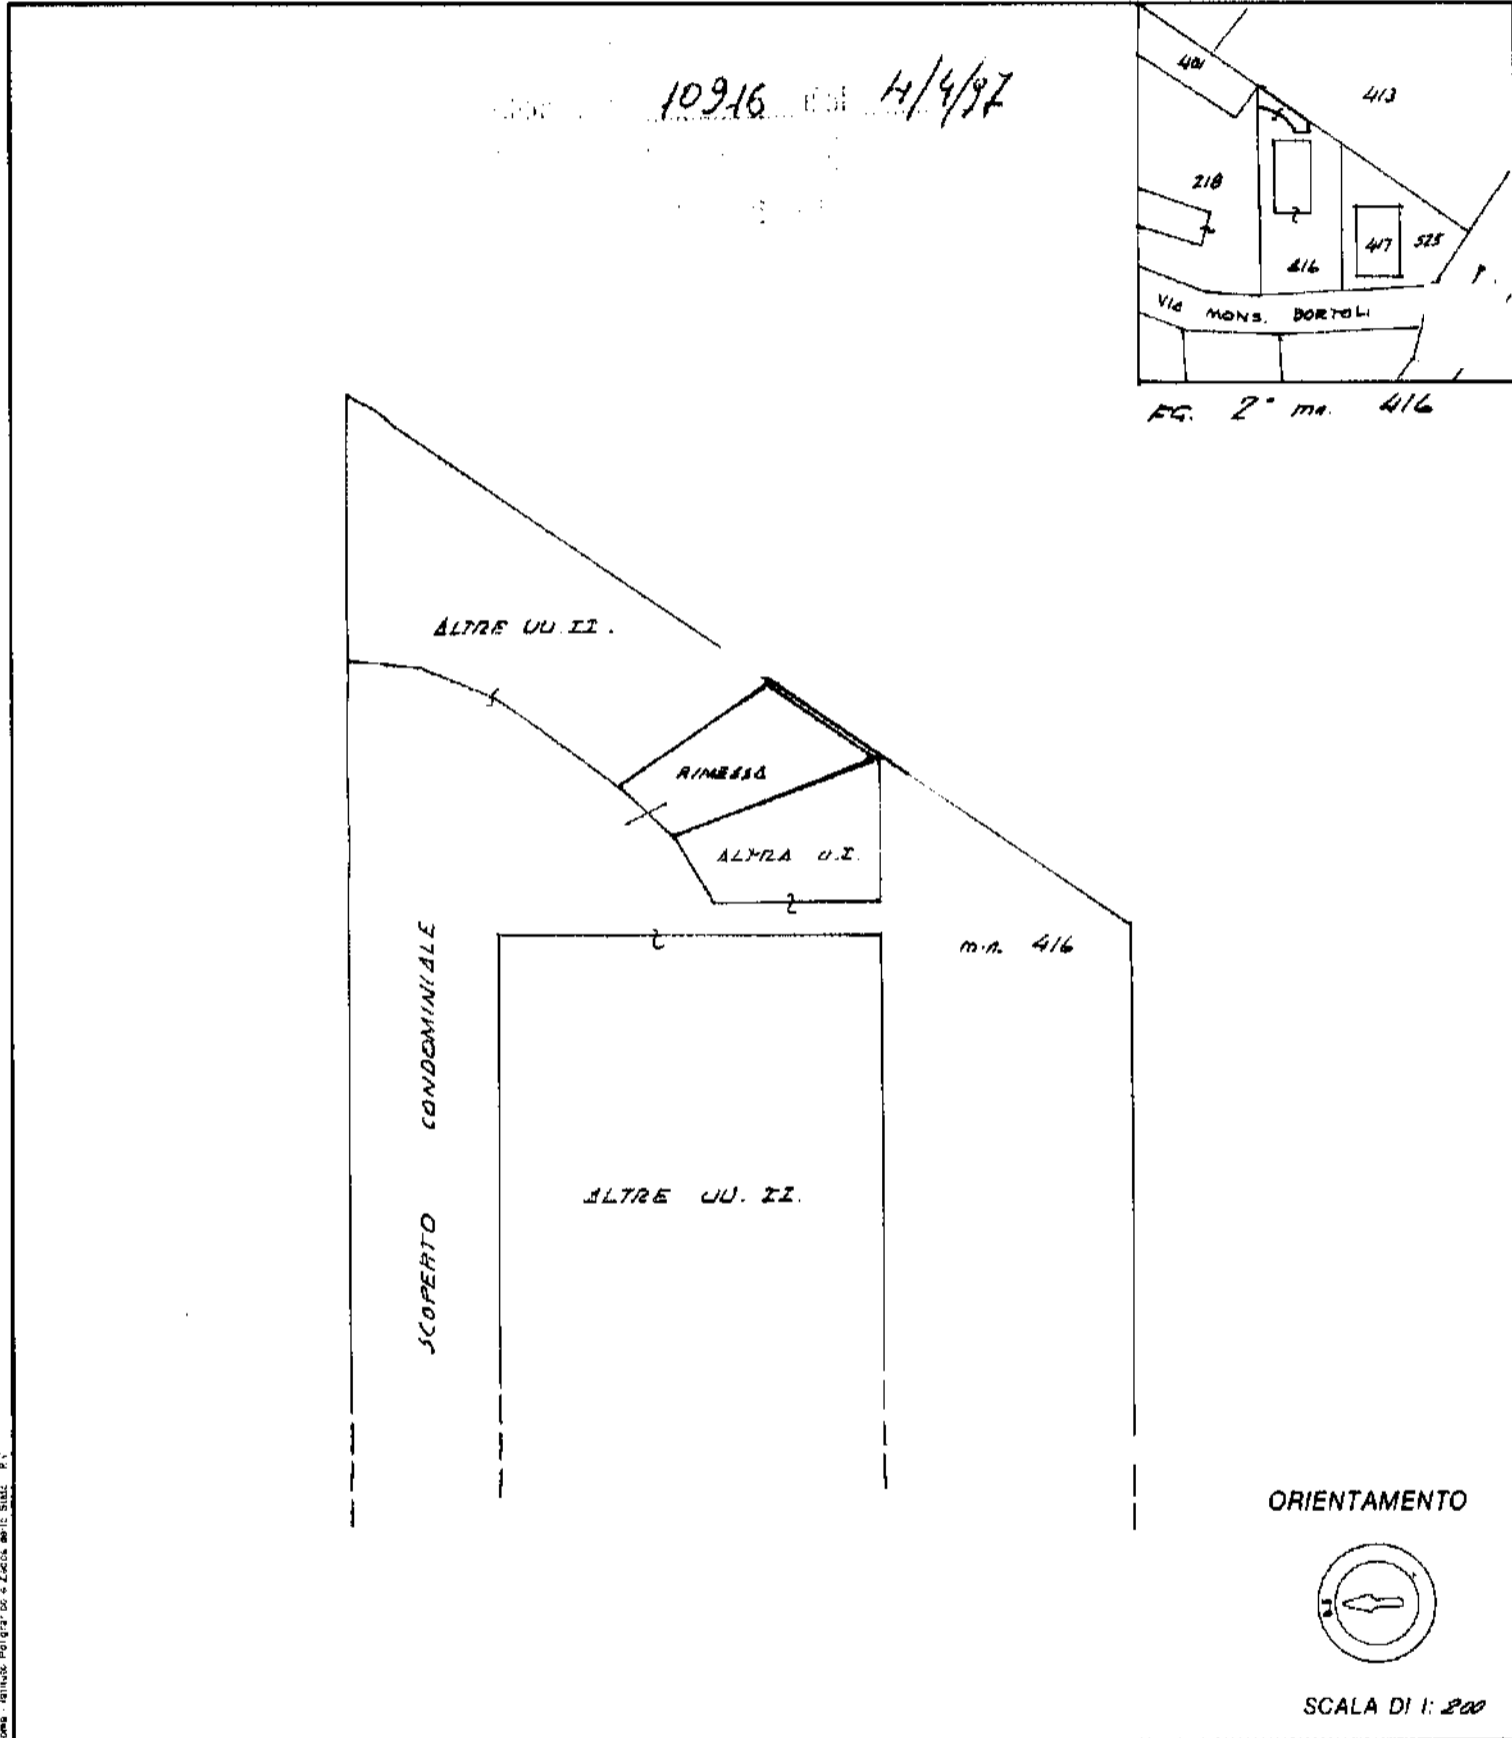 10916 4/4/97
401
413
218
416
417
525
VIA MONS. BORTOLI
FG. 2° mn. 416
ALTRE UU.II.
RIMESSA
ALTRA U.I.
m.n. 416
SCOPERTO CONDOMINIALE
ALTRE UU. II.
ORIENTAMENTO
SCALA DI 1: 200